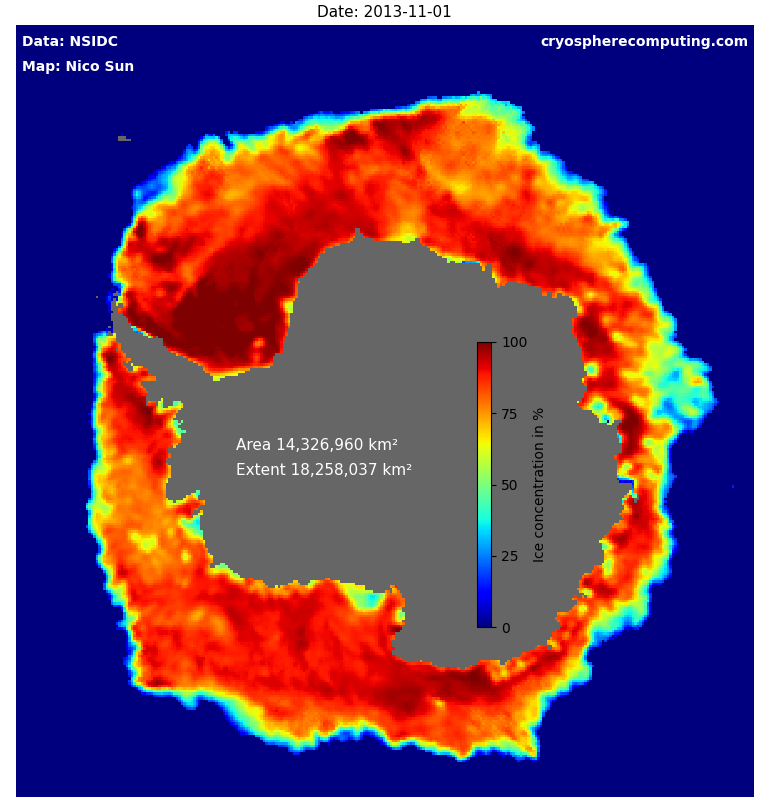 Date: 2013-11-01
Data: NSIDC
cryospherecomputing.com
Map: Nico Sun
100
75
50
25
0
Ice concentration in %
Area 14,326,960 km²
Extent 18,258,037 km²